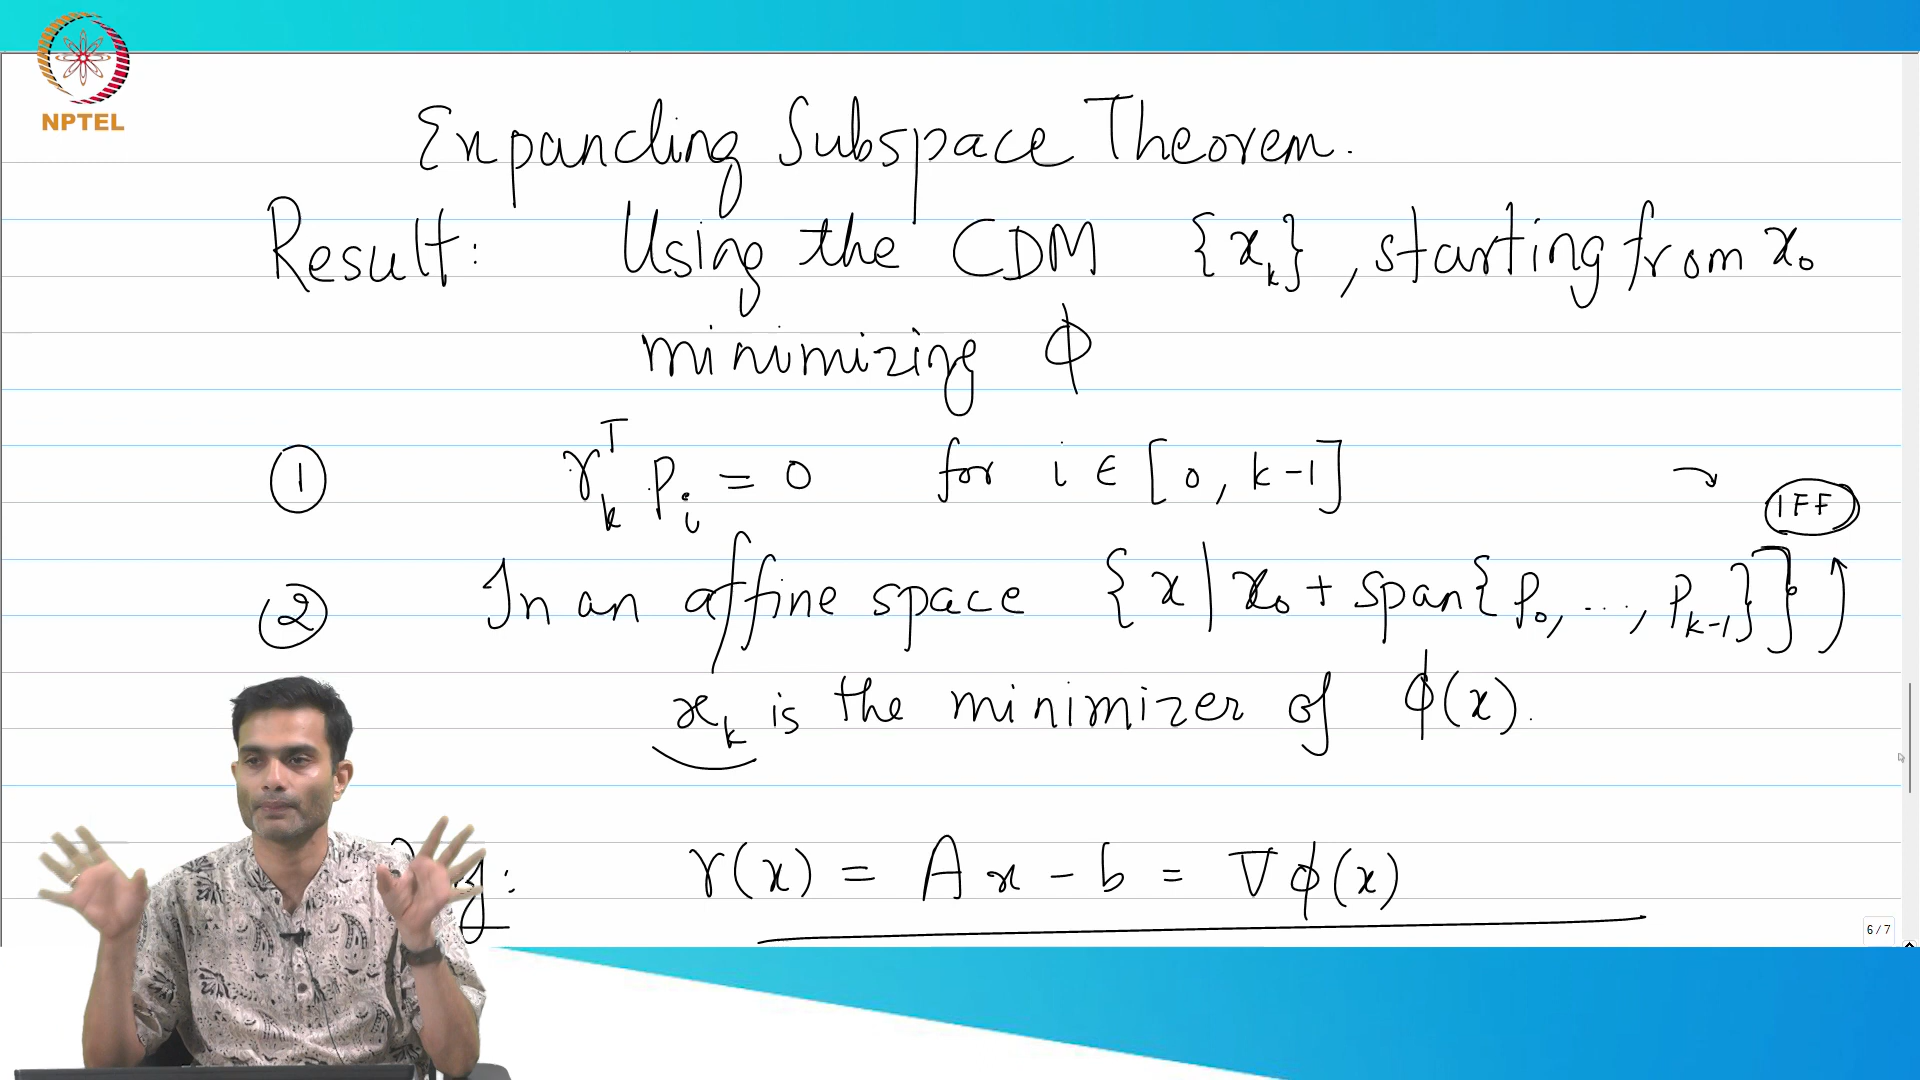 NPTEL
Expanding Subspace Theorem.
Result: Using the CDM {x_k}, starting from x_0
minimizing ϕ
① r_k^T p_i = 0 for i ∈ [0, k-1]
IFF
② In an affine space {x | x_0 + span{p_0, ..., p_{k-1}}}
x_k is the minimizer of ϕ(x).
r(x) = Ax - b = ∇ϕ(x)
6 / 7